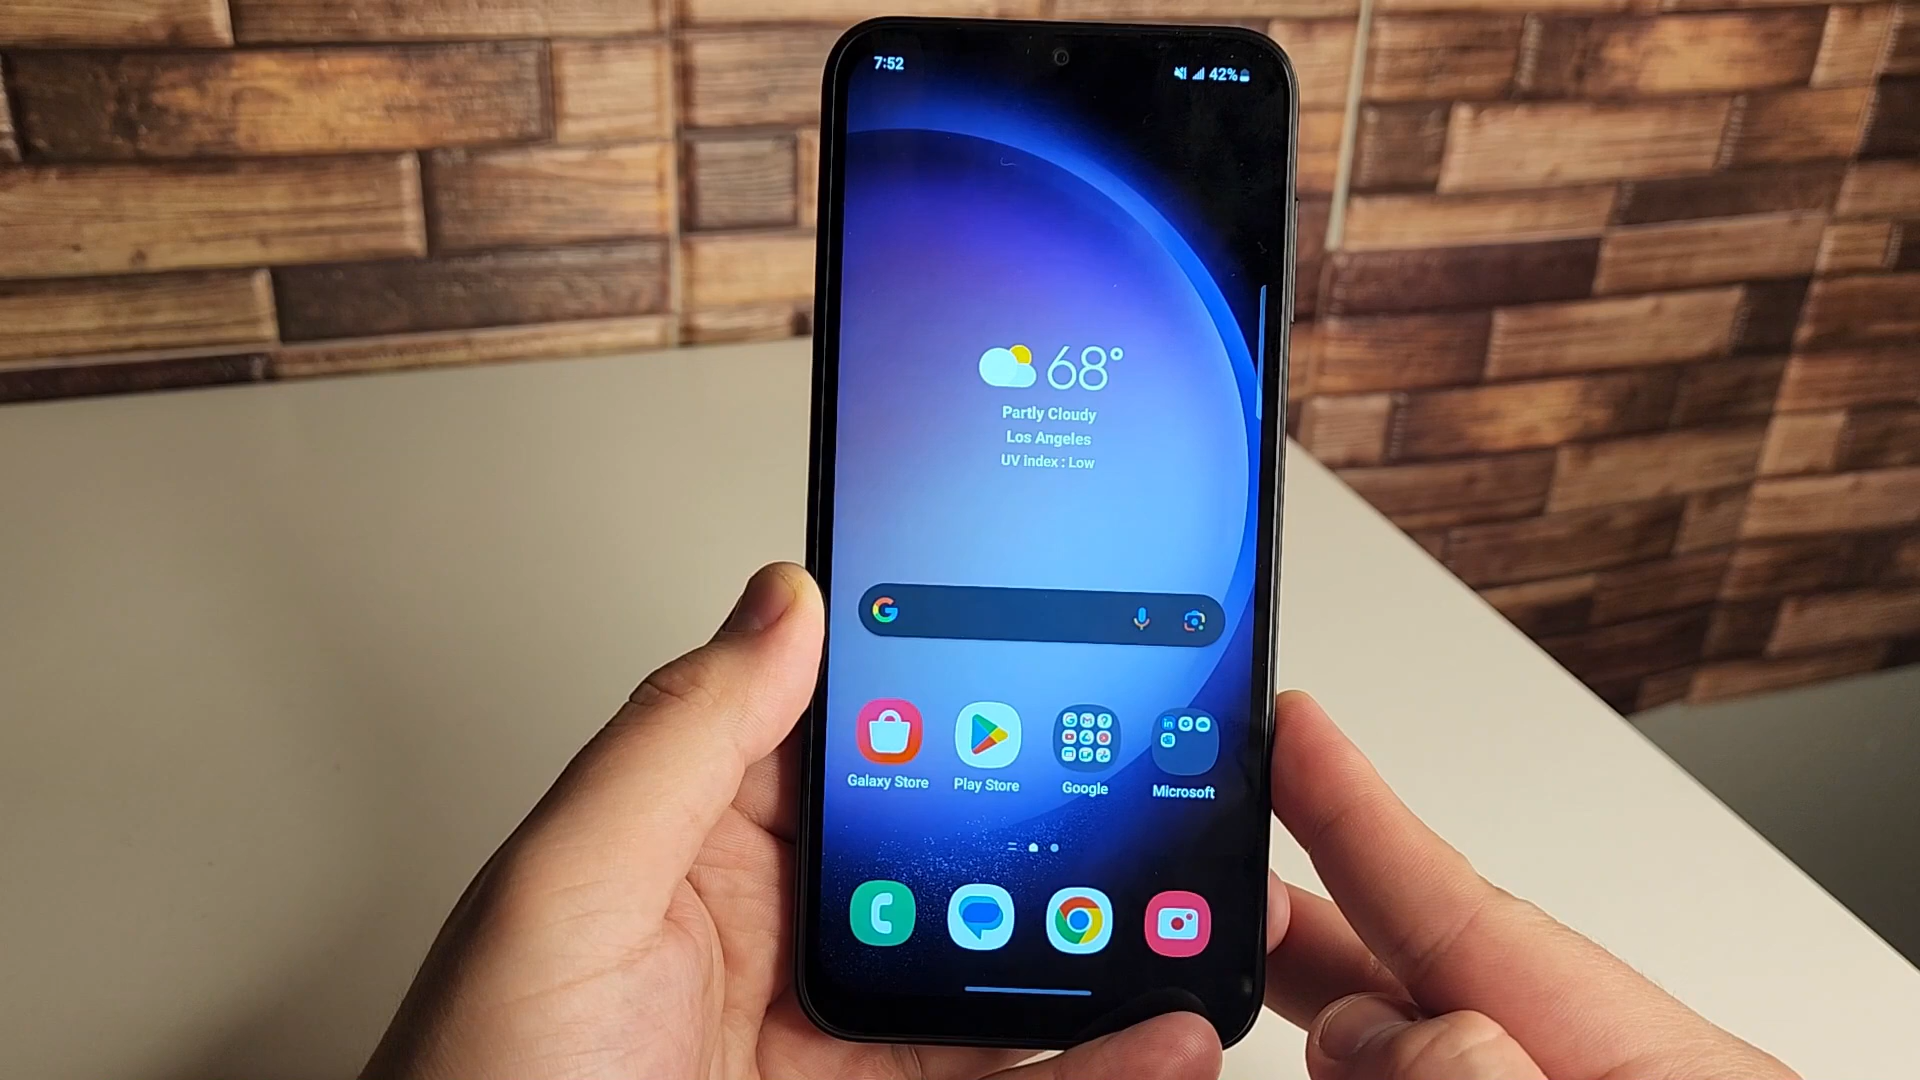 7:52
42%
68°
Partly Cloudy
Los Angeles
UV index : Low
Galaxy Store
Play Store
Google
Microsoft